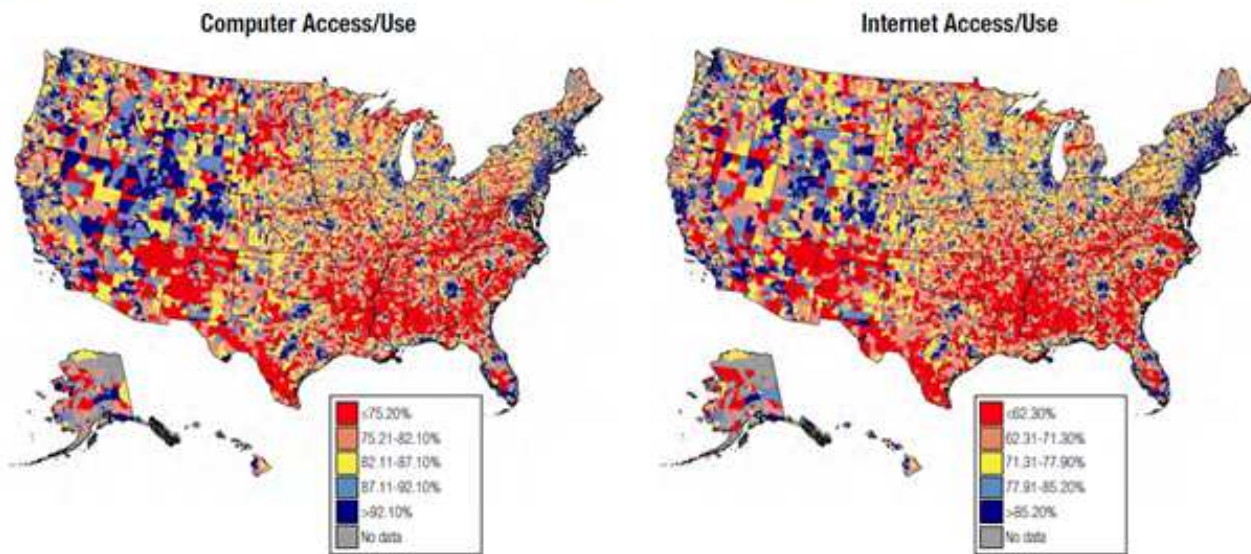 Computer Access/Use
Internet Access/Use
≤75.20%
75.21-82.10%
82.11-87.10%
87.11-92.10%
>92.10%
No data
≤62.30%
62.31-71.30%
71.31-77.90%
77.91-85.20%
>85.20%
No data